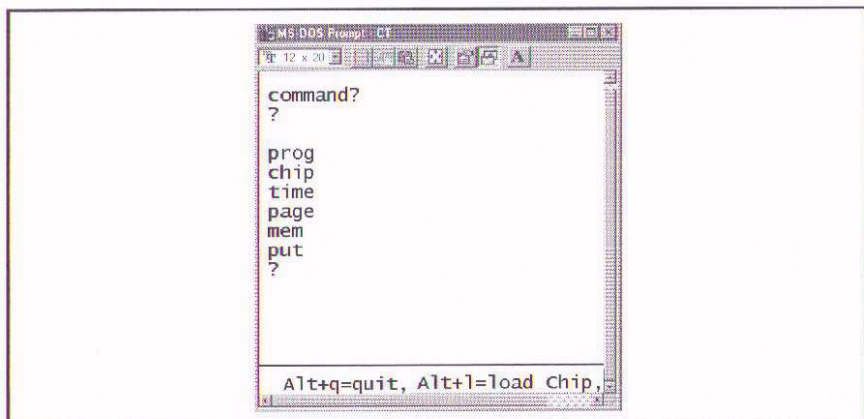 MS-DOS Prompt - CT
12 x 20
A
command?
?
prog
chip
time
page
mem
put
?
Alt+q=quit, Alt+l=load Chip,